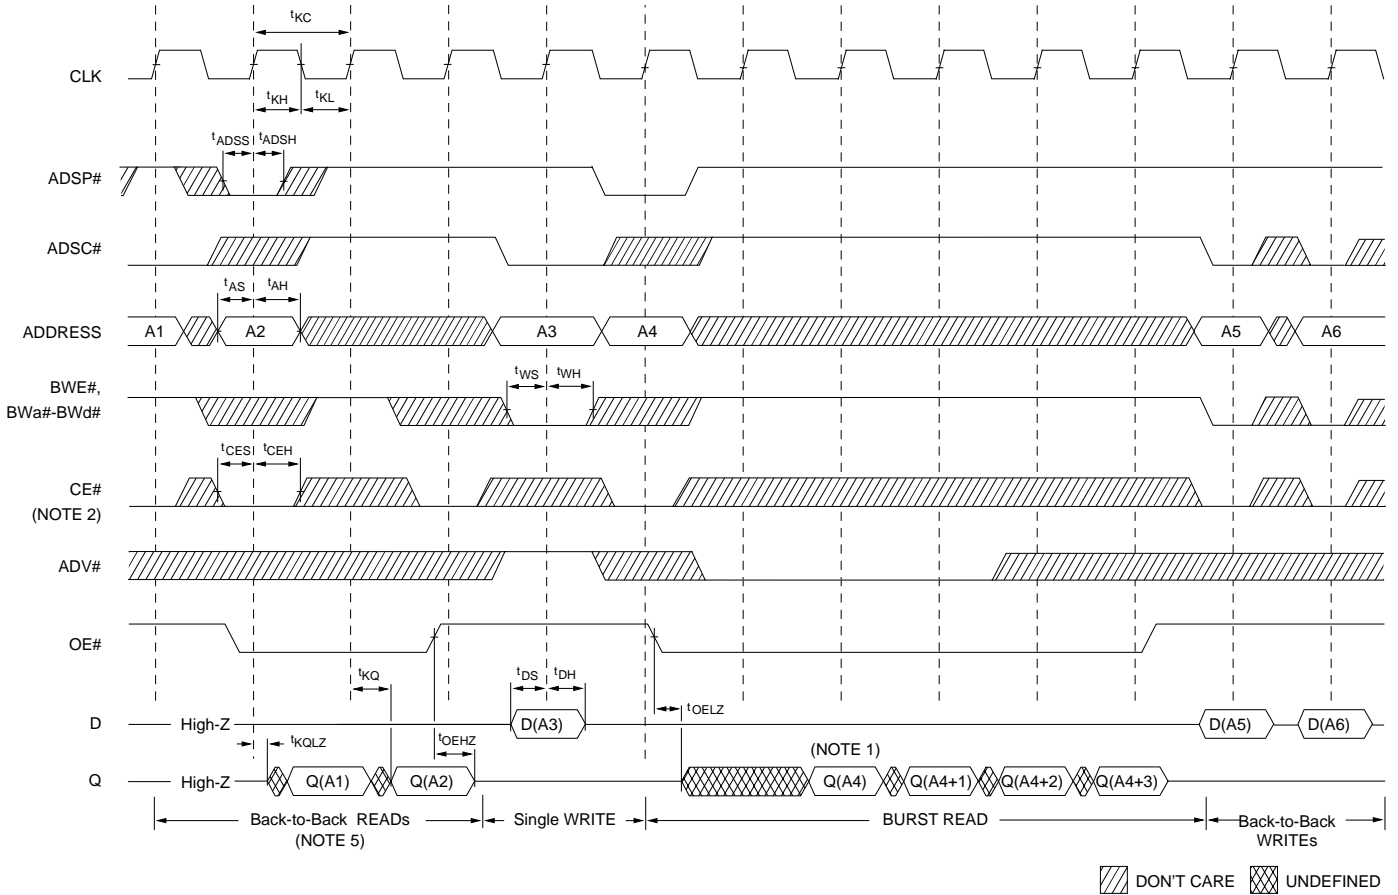 tKC
CLK
tKH
tKL
tADSS
tADSH
ADSP#
ADSC#
tAS
tAH
ADDRESS
A1
A2
A3
A4
A5
A6
BWE#,
BWa#-BWd#
tWS
tWH
tCES
tCEH
CE#
(NOTE 2)
ADV#
OE#
tKQ
tDS
tDH
tOELZ
D
High-Z
D(A3)
D(A5)
D(A6)
tKQLZ
tOEHZ
(NOTE 1)
Q
High-Z
Q(A1)
Q(A2)
Q(A4)
Q(A4+1)
Q(A4+2)
Q(A4+3)
Back-to-Back READs
(NOTE 5)
Single WRITE
BURST READ
Back-to-Back
WRITEs
DON'T CARE
UNDEFINED